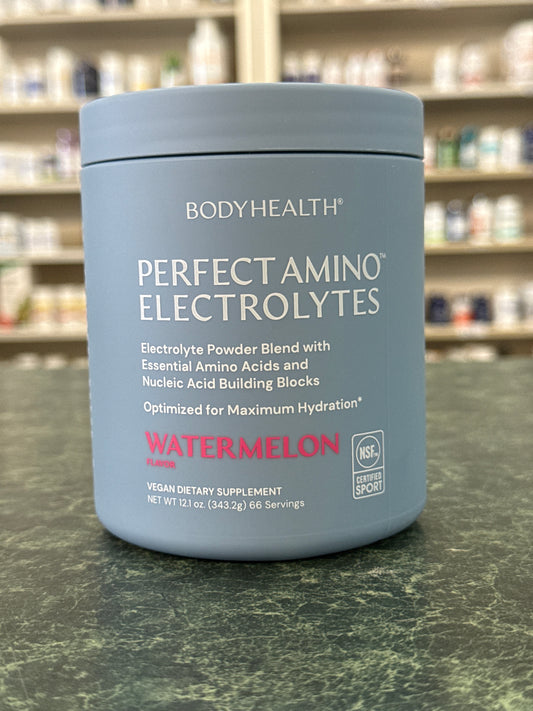 BODYHEALTH®
PERFECT AMINO™
ELECTROLYTES
Electrolyte Powder Blend with
Essential Amino Acids and
Nucleic Acid Building Blocks
Optimized for Maximum Hydration*
WATERMELON
FLAVOR
NSF™
CERTIFIED
SPORT
VEGAN DIETARY SUPPLEMENT
NET WT 12.1 oz. (343.2g) 66 Servings